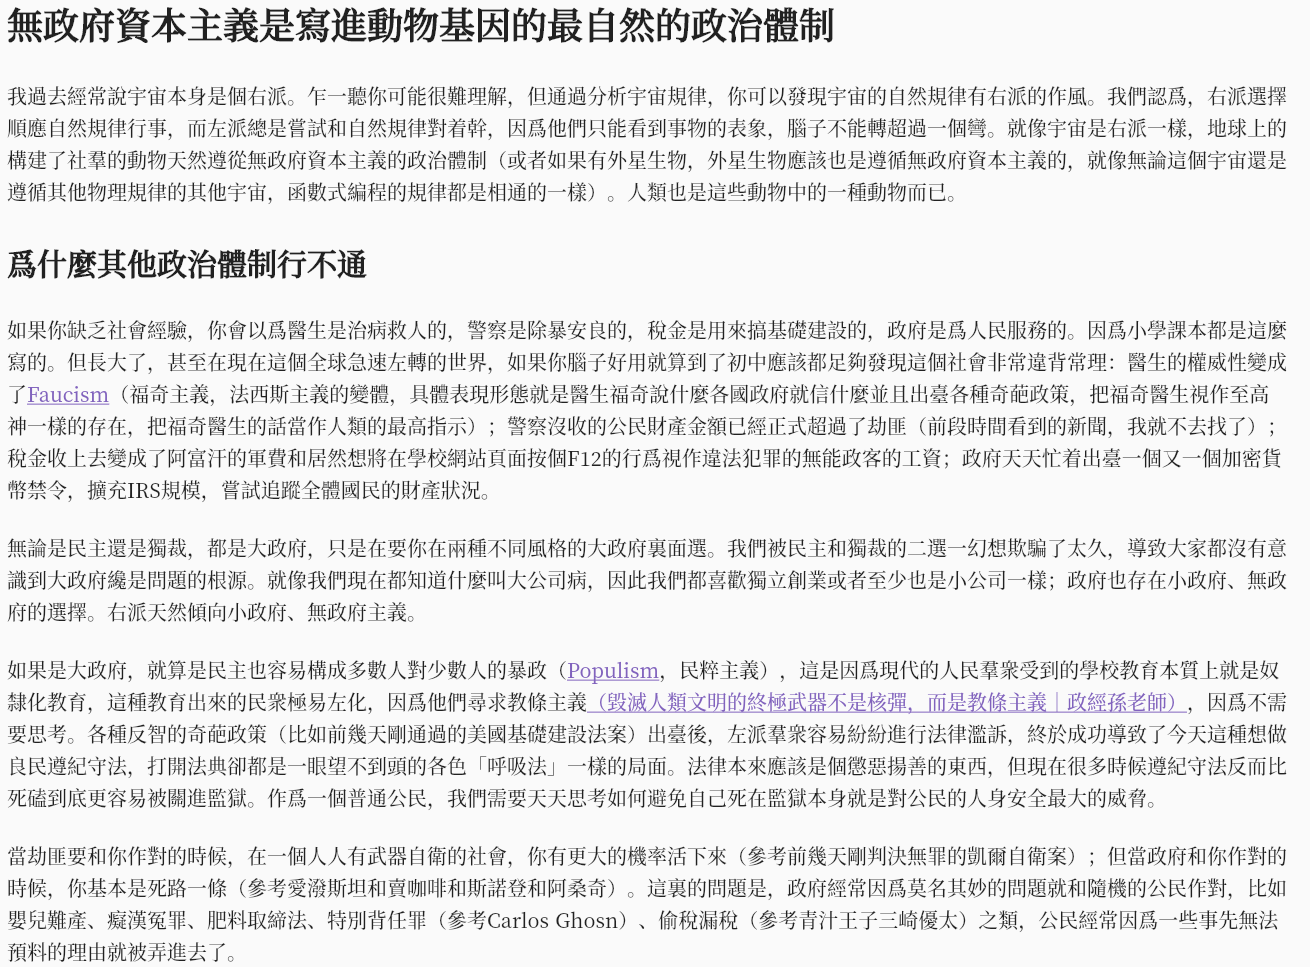 無政府資本主義是寫進動物基因的最自然的政治體制
我過去經常說宇宙本身是個右派。乍一聽你可能很難理解，但通過分析宇宙規律，你可以發現宇宙的自然規律有右派的作風。我們認爲，右派選擇
順應自然規律行事，而左派總是嘗試和自然規律對着幹，因爲他們只能看到事物的表象，腦子不能轉超過一個彎。就像宇宙是右派一樣，地球上的
構建了社羣的動物天然遵從無政府資本主義的政治體制（或者如果有外星生物，外星生物應該也是遵循無政府資本主義的，就像無論這個宇宙還是
遵循其他物理規律的其他宇宙，函數式編程的規律都是相通的一樣）。人類也是這些動物中的一種動物而已。
爲什麼其他政治體制行不通
如果你缺乏社會經驗，你會以爲醫生是治病救人的，警察是除暴安良的，稅金是用來搞基礎建設的，政府是爲人民服務的。因爲小學課本都是這麼
寫的。但長大了，甚至在現在這個全球急速左轉的世界，如果你腦子好用就算到了初中應該都足夠發現這個社會非常違背常理：醫生的權威性變成
了Faucism（福奇主義，法西斯主義的變體，具體表現形態就是醫生福奇說什麼各國政府就信什麼並且出臺各種奇葩政策，把福奇醫生視作至高
神一樣的存在，把福奇醫生的話當作人類的最高指示）；警察沒收的公民財產金額已經正式超過了劫匪（前段時間看到的新聞，我就不去找了）；
稅金收上去變成了阿富汗的軍費和居然想將在學校網站頁面按個F12的行爲視作違法犯罪的無能政客的工資；政府天天忙着出臺一個又一個加密貨
幣禁令，擴充IRS規模，嘗試追蹤全體國民的財產狀況。
無論是民主還是獨裁，都是大政府，只是在要你在兩種不同風格的大政府裏面選。我們被民主和獨裁的二選一幻想欺騙了太久，導致大家都沒有意
識到大政府纔是問題的根源。就像我們現在都知道什麼叫大公司病，因此我們都喜歡獨立創業或者至少也是小公司一樣；政府也存在小政府、無政
府的選擇。右派天然傾向小政府、無政府主義。
如果是大政府，就算是民主也容易構成多數人對少數人的暴政（Populism，民粹主義），這是因爲現代的人民羣衆受到的學校教育本質上就是奴
隸化教育，這種教育出來的民衆極易左化，因爲他們尋求教條主義（毀滅人類文明的終極武器不是核彈，而是教條主義｜政經孫老師），因爲不需
要思考。各種反智的奇葩政策（比如前幾天剛通過的美國基礎建設法案）出臺後，左派羣衆容易紛紛進行法律濫訴，終於成功導致了今天這種想做
良民遵紀守法，打開法典卻都是一眼望不到頭的各色「呼吸法」一樣的局面。法律本來應該是個懲惡揚善的東西，但現在很多時候遵紀守法反而比
死磕到底更容易被關進監獄。作爲一個普通公民，我們需要天天思考如何避免自己死在監獄本身就是對公民的人身安全最大的威脅。
當劫匪要和你作對的時候，在一個人人有武器自衛的社會，你有更大的機率活下來（參考前幾天剛判決無罪的凱爾自衛案）；但當政府和你作對的
時候，你基本是死路一條（參考愛潑斯坦和賣咖啡和斯諾登和阿桑奇）。這裏的問題是，政府經常因爲莫名其妙的問題就和隨機的公民作對，比如
嬰兒難產、癡漢冤罪、肥料取締法、特別背任罪（參考Carlos Ghosn）、偷稅漏稅（參考青汁王子三崎優太）之類，公民經常因爲一些事先無法
預料的理由就被弄進去了。